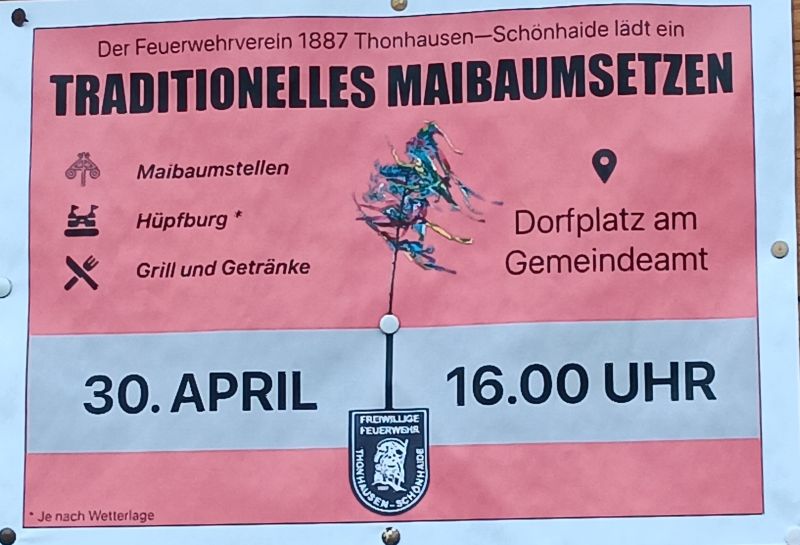 Der Feuerwehrverein 1887 Thonhausen—Schönhaide lädt ein
TRADITIONELLES MAIBAUMSETZEN
Maibaumstellen
Hüpfburg *
Grill und Getränke
Dorfplatz am
Gemeindeamt
30. APRIL
16.00 UHR
FREIWILLIGE
FEUERWEHR
THONHAUSEN-SCHÖNHAIDE
* Je nach Wetterlage